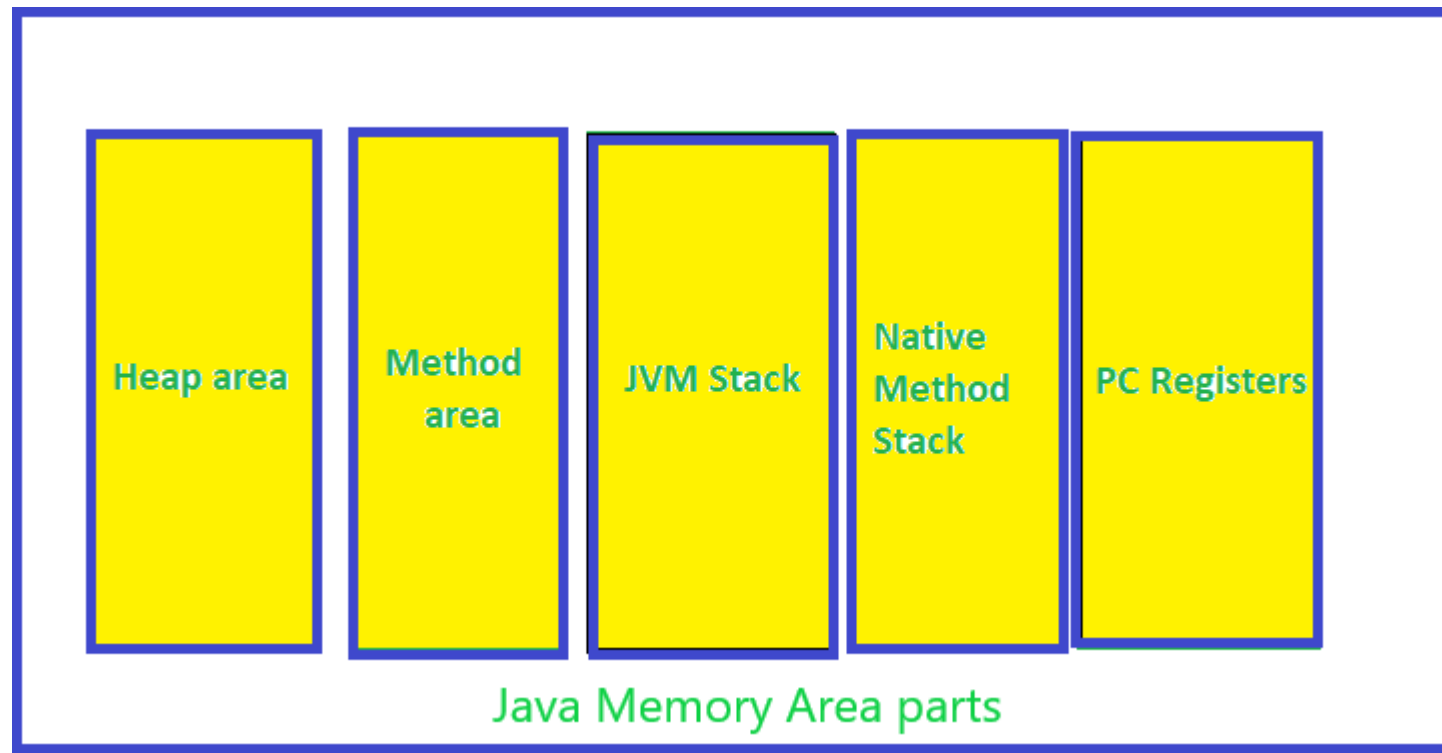 Heap area
Method
area
JVM Stack
Native
Method
Stack
PC Registers
Java Memory Area parts